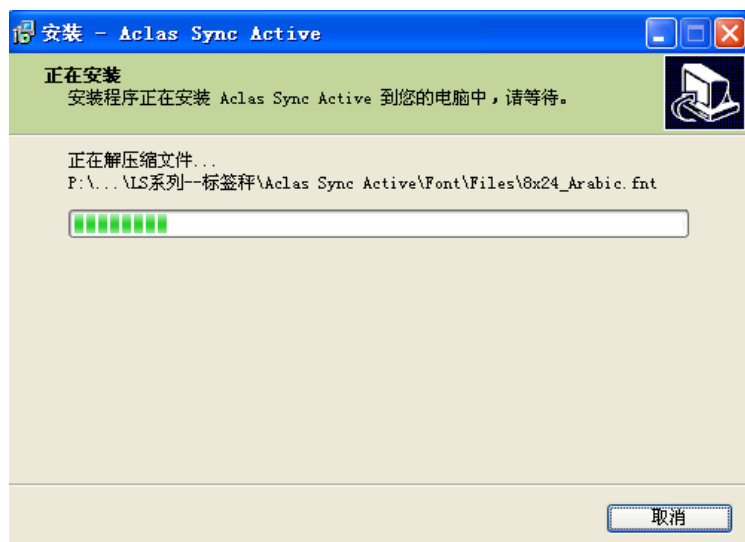 安装 - Aclas Sync Active
正在安装
安装程序正在安装 Aclas Sync Active 到您的电脑中，请等待。
正在解压缩文件...
P:\...\LS系列--标签秤\Aclas Sync Active\Font\Files\8x24_Arabic.fnt
取消